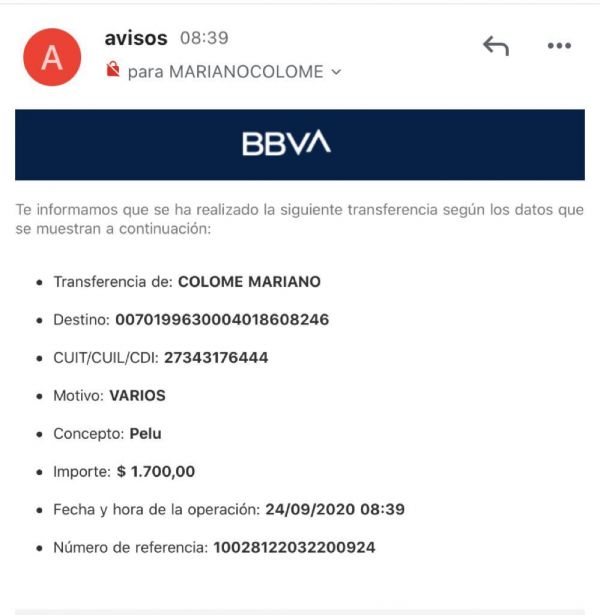 A
avisos 08:39
para MARIANOCOLOME
BBVA
Te informamos que se ha realizado la siguiente transferencia según los datos que
se muestran a continuación:
• Transferencia de: COLOME MARIANO
• Destino: 0070199630004018608246
• CUIT/CUIL/CDI: 27343176444
• Motivo: VARIOS
• Concepto: Pelu
• Importe: $ 1.700,00
• Fecha y hora de la operación: 24/09/2020 08:39
• Número de referencia: 10028122032200924